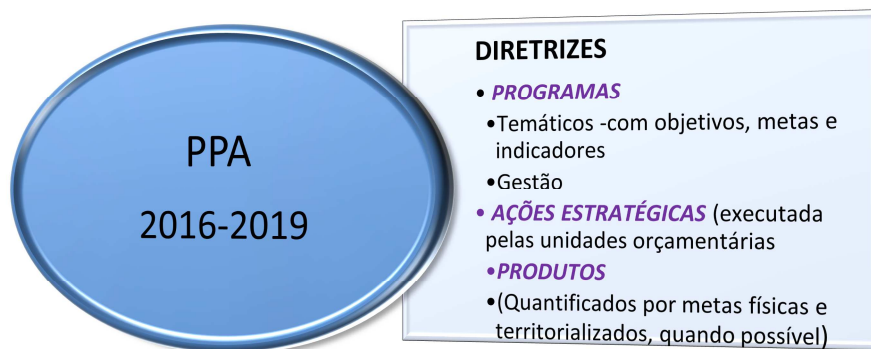 PPA
2016-2019
DIRETRIZES
• PROGRAMAS
•Temáticos -com objetivos, metas e
indicadores
•Gestão
• AÇÕES ESTRATÉGICAS (executada
pelas unidades orçamentárias
•PRODUTOS
•(Quantificados por metas físicas e
territorializados, quando possível)